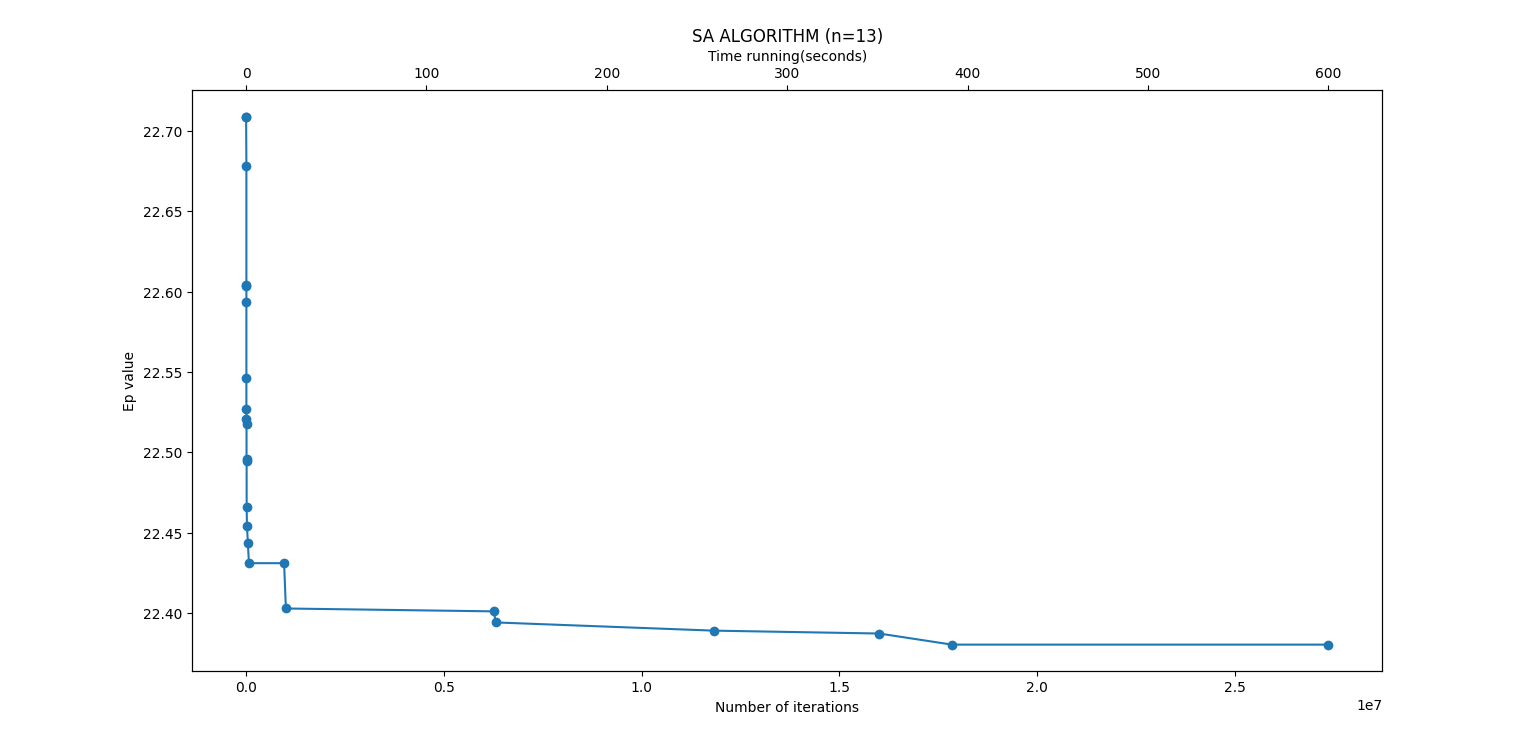 SA ALGORITHM (n=13)
Time running(seconds)
0 100 200 300 400 500 600
22.70
22.65
22.60
22.55
22.50
22.45
22.40
Ep value
0.0 0.5 1.0 1.5 2.0 2.5
1e7
Number of iterations